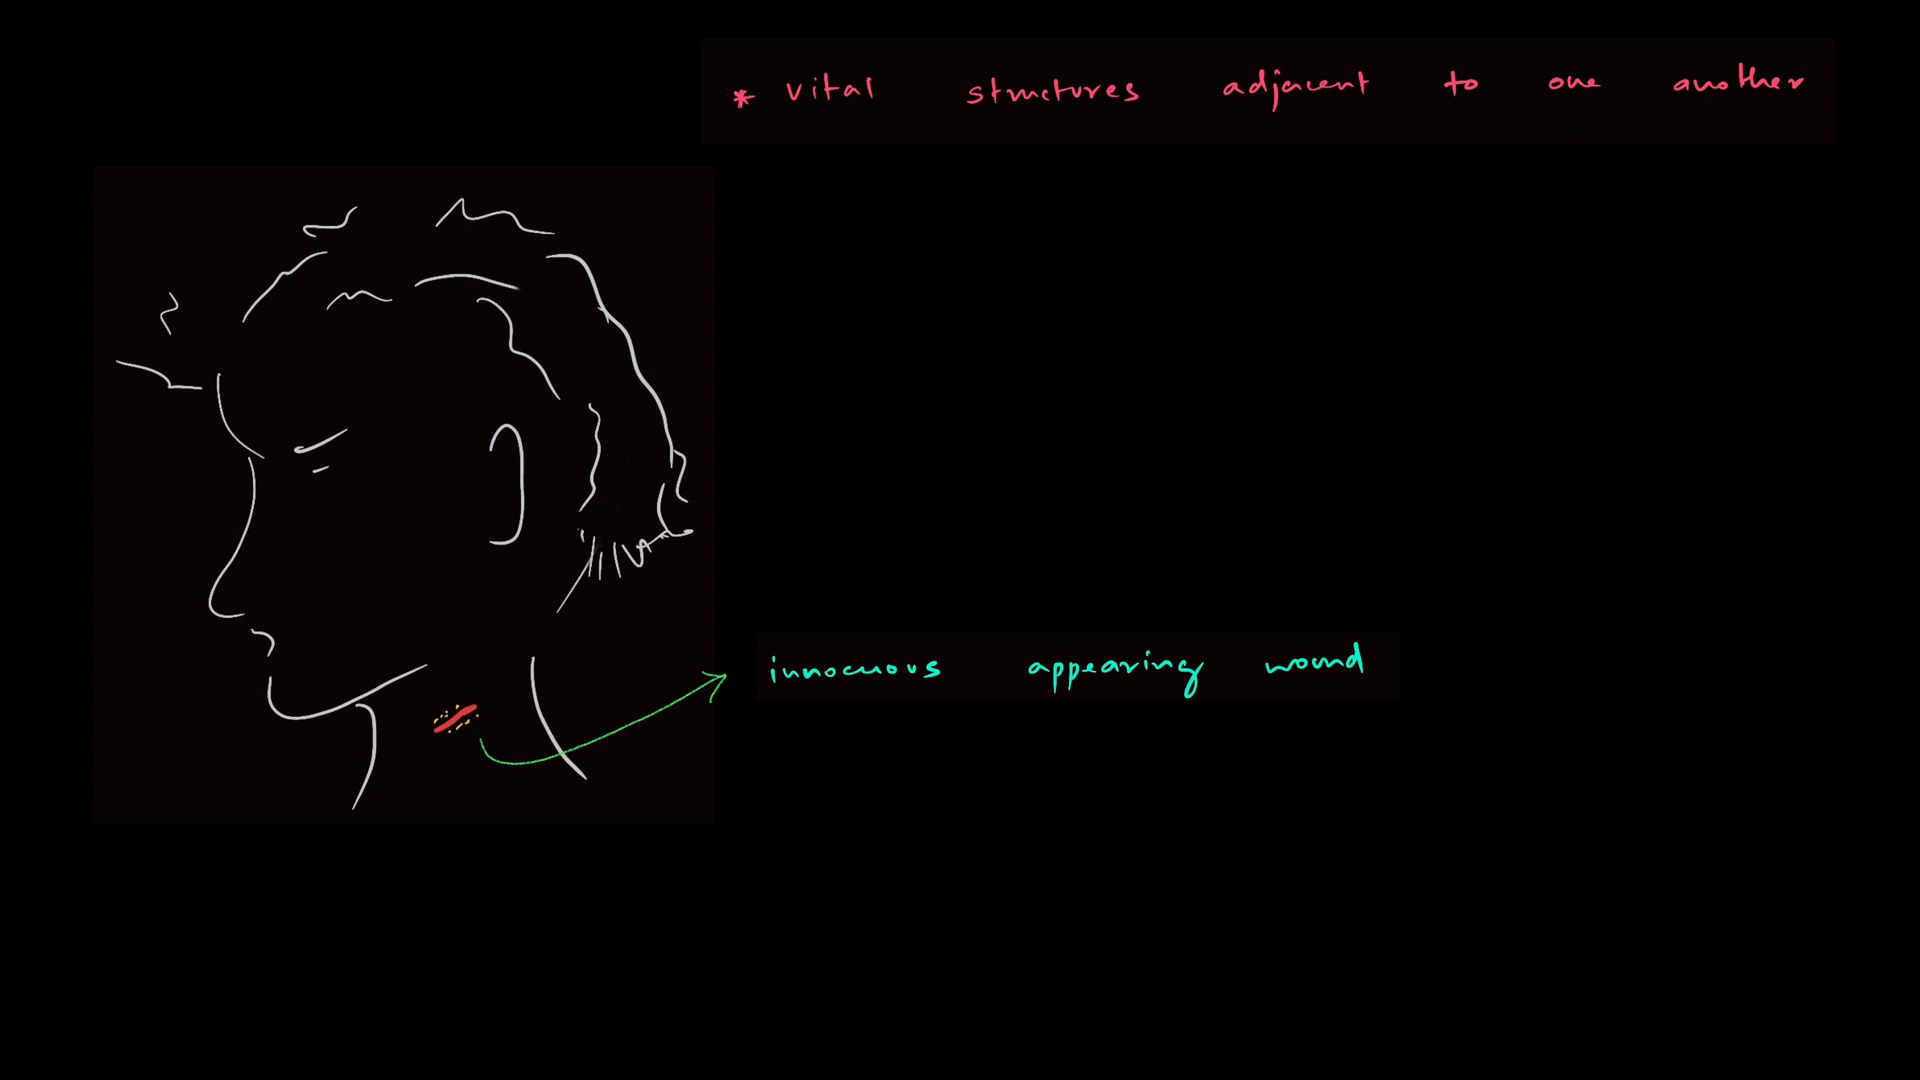 * vital structures adjacent to one another
innocuous appearing wound